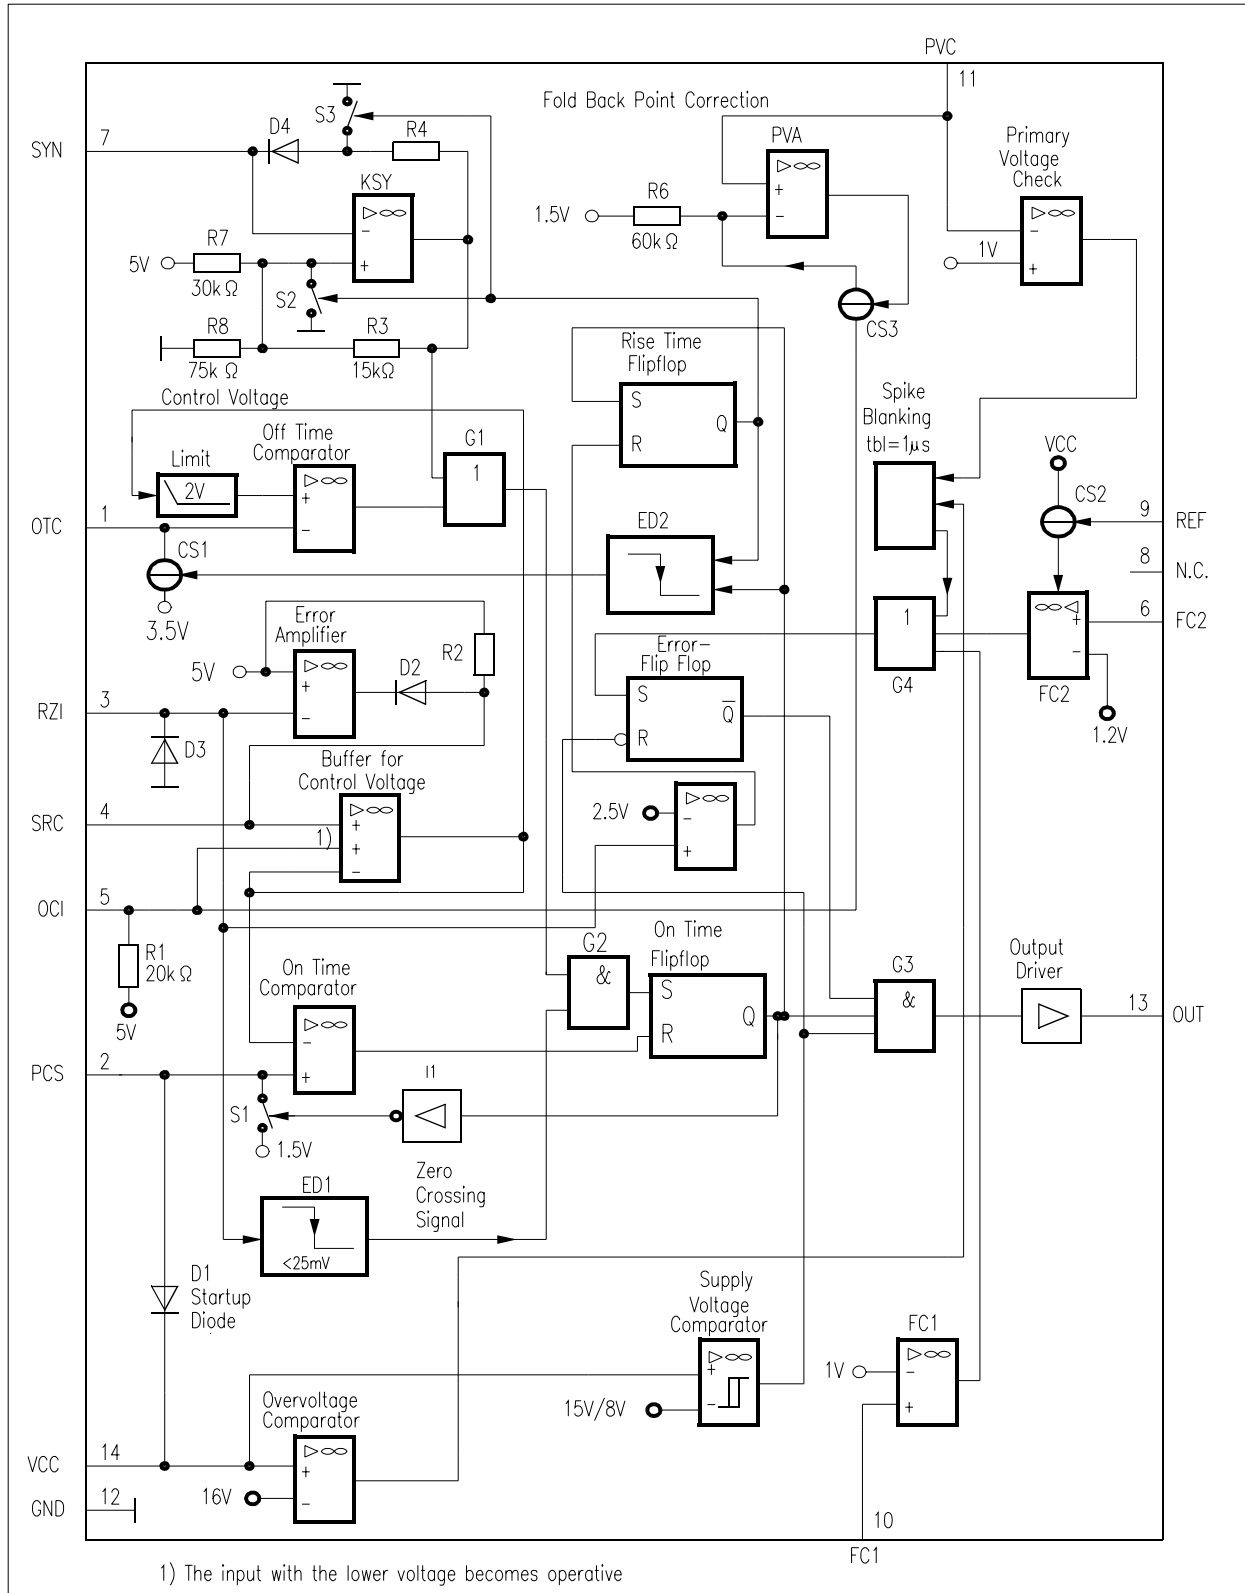 PVC
11
Fold Back Point Correction
SYN
7
D4
S3
R4
KSY
▷∞
−
+
PVA
▷∞
+
−
Primary
Voltage
Check
▷∞
−
+
1V
1.5V
R6
60kΩ
CS3
R7
5V
30kΩ
S2
R8
75kΩ
R3
15kΩ
Rise Time
Flipflop
S
R
Q
Spike
Blanking
tbl=1µs
VCC
CS2
9
REF
8
N.C.
6
FC2
Control Voltage
Limit
2V
Off Time
Comparator
▷∞
+
−
G1
1
OTC
1
CS1
3.5V
ED2
1
G4
∞◁
+
−
FC2
1.2V
Error
Amplifier
5V
▷∞
+
−
D2
R2
Error-
Flip Flop
S
R
Q̅
RZI
3
D3
Buffer for
Control Voltage
▷∞
+
+
−
1)
2.5V
▷∞
−
+
SRC
4
OCI
5
R1
20kΩ
5V
On Time
Comparator
▷∞
−
+
G2
&
On Time
Flipflop
S
R
Q
G3
&
Output
Driver
▷
13
OUT
PCS
2
S1
1.5V
I1
◁
ED1
<25mV
Zero
Crossing
Signal
D1
Startup
Diode
Supply
Voltage
Comparator
▷∞
+
−
15V/8V
FC1
▷∞
−
+
1V
Overvoltage
Comparator
▷∞
+
−
16V
VCC
14
GND
12
10
FC1
1) The input with the lower voltage becomes operative